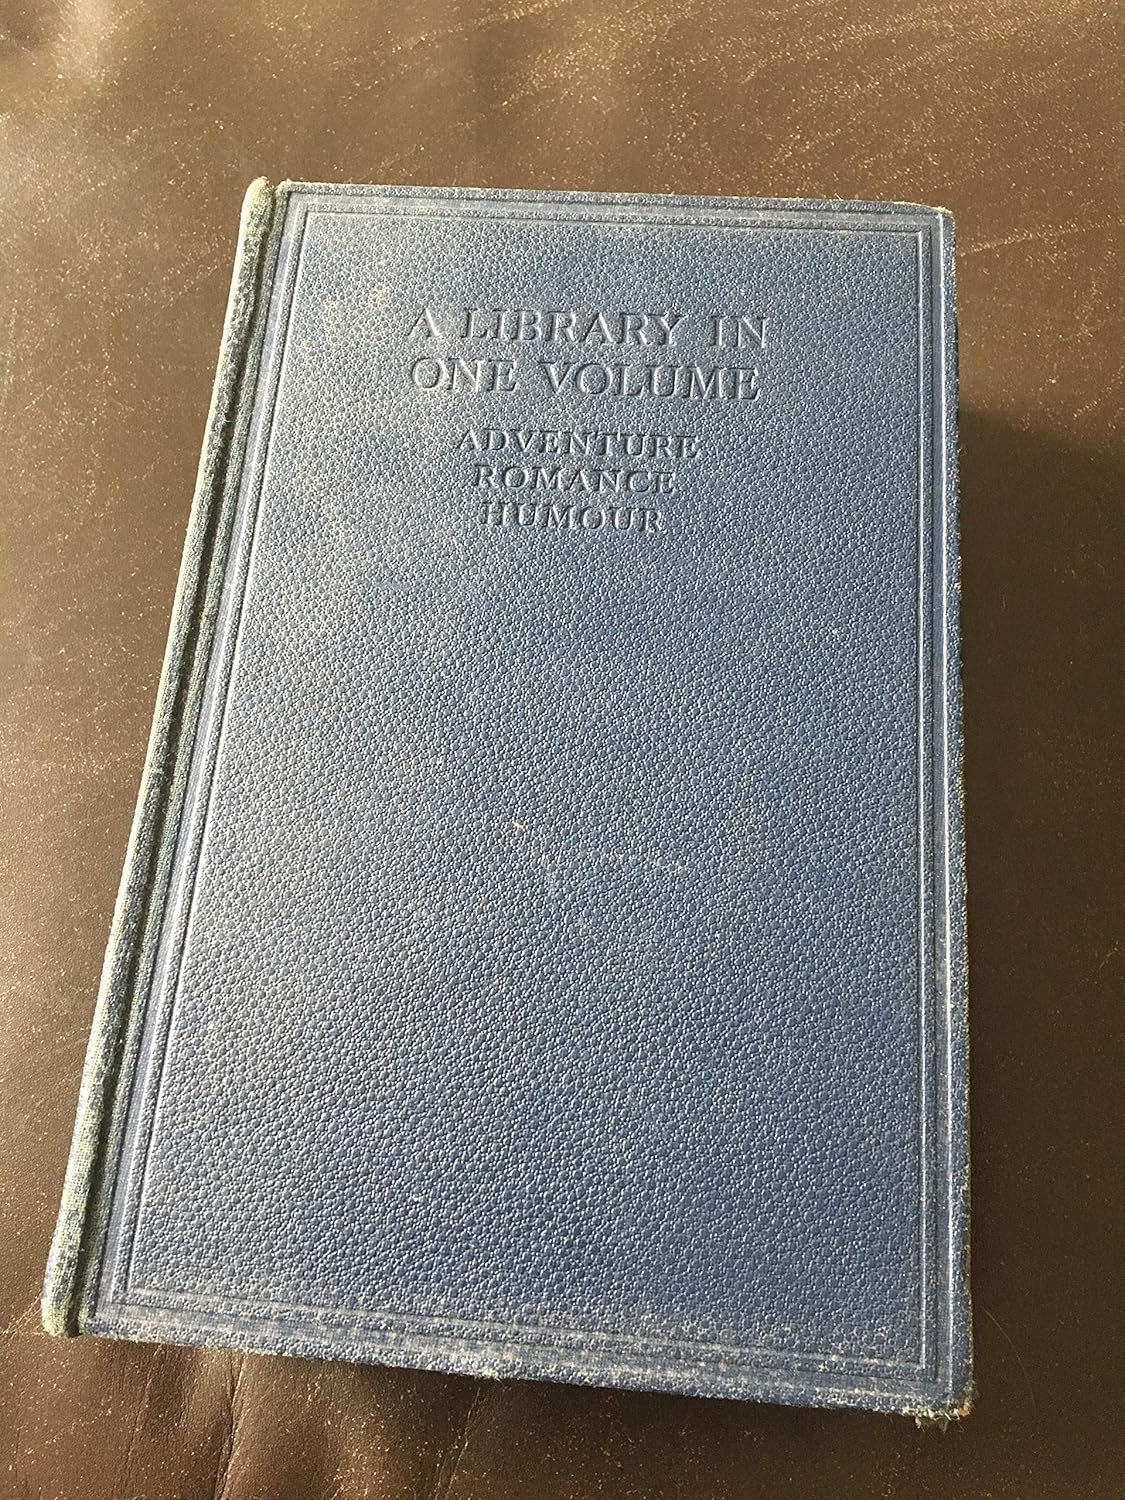 A LIBRARY IN
ONE VOLUME
ADVENTURE
ROMANCE
HUMOUR